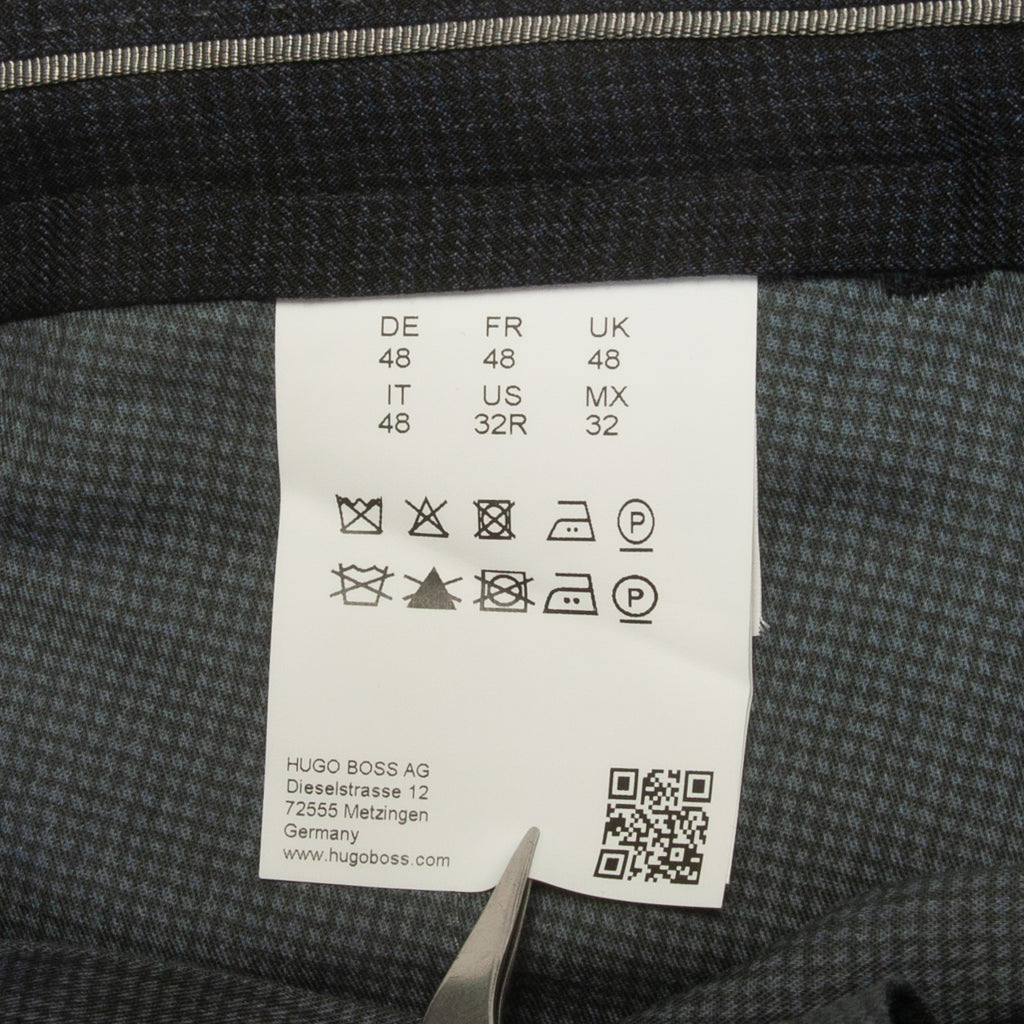 DE FR UK
48 48 48
IT US MX
48 32R 32
P
P
HUGO BOSS AG
Dieselstrasse 12
72555 Metzingen
Germany
www.hugoboss.com